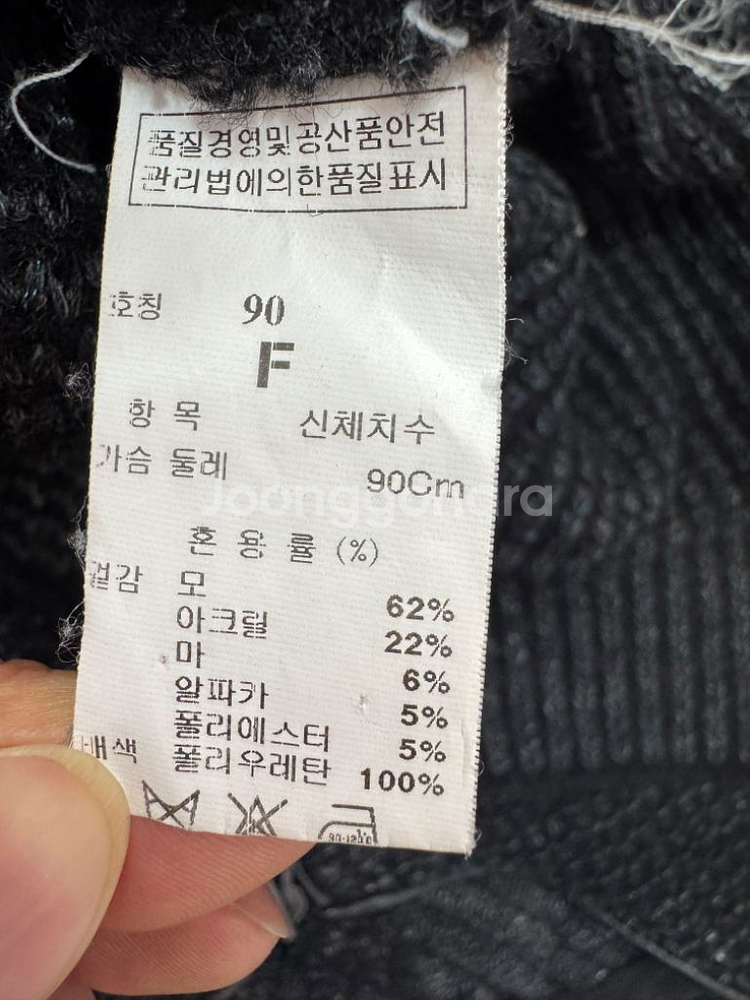 품질경영및공산품안전
관리법에의한품질표시
호칭 90
F
항 목 신체치수
가슴 둘레 90Cm
Joonggonara
혼 용 률 (%)
겉감 모 62%
아크릴 22%
마 6%
알파카 5%
폴리에스터 5%
배색 폴리우레탄 100%